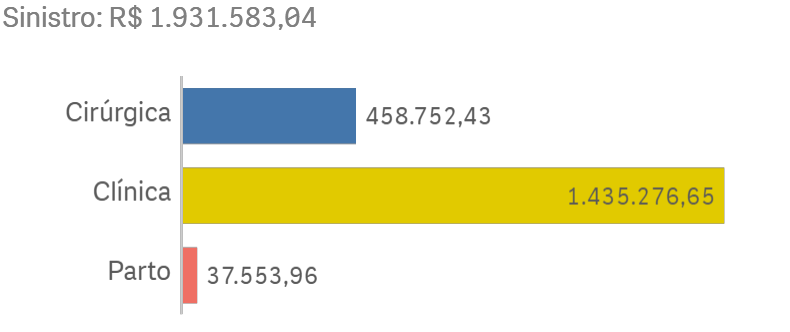 Sinistro: R$ 1.931.583,04
Cirúrgica 458.752,43
Clínica 1.435.276,65
Parto 37.553,96